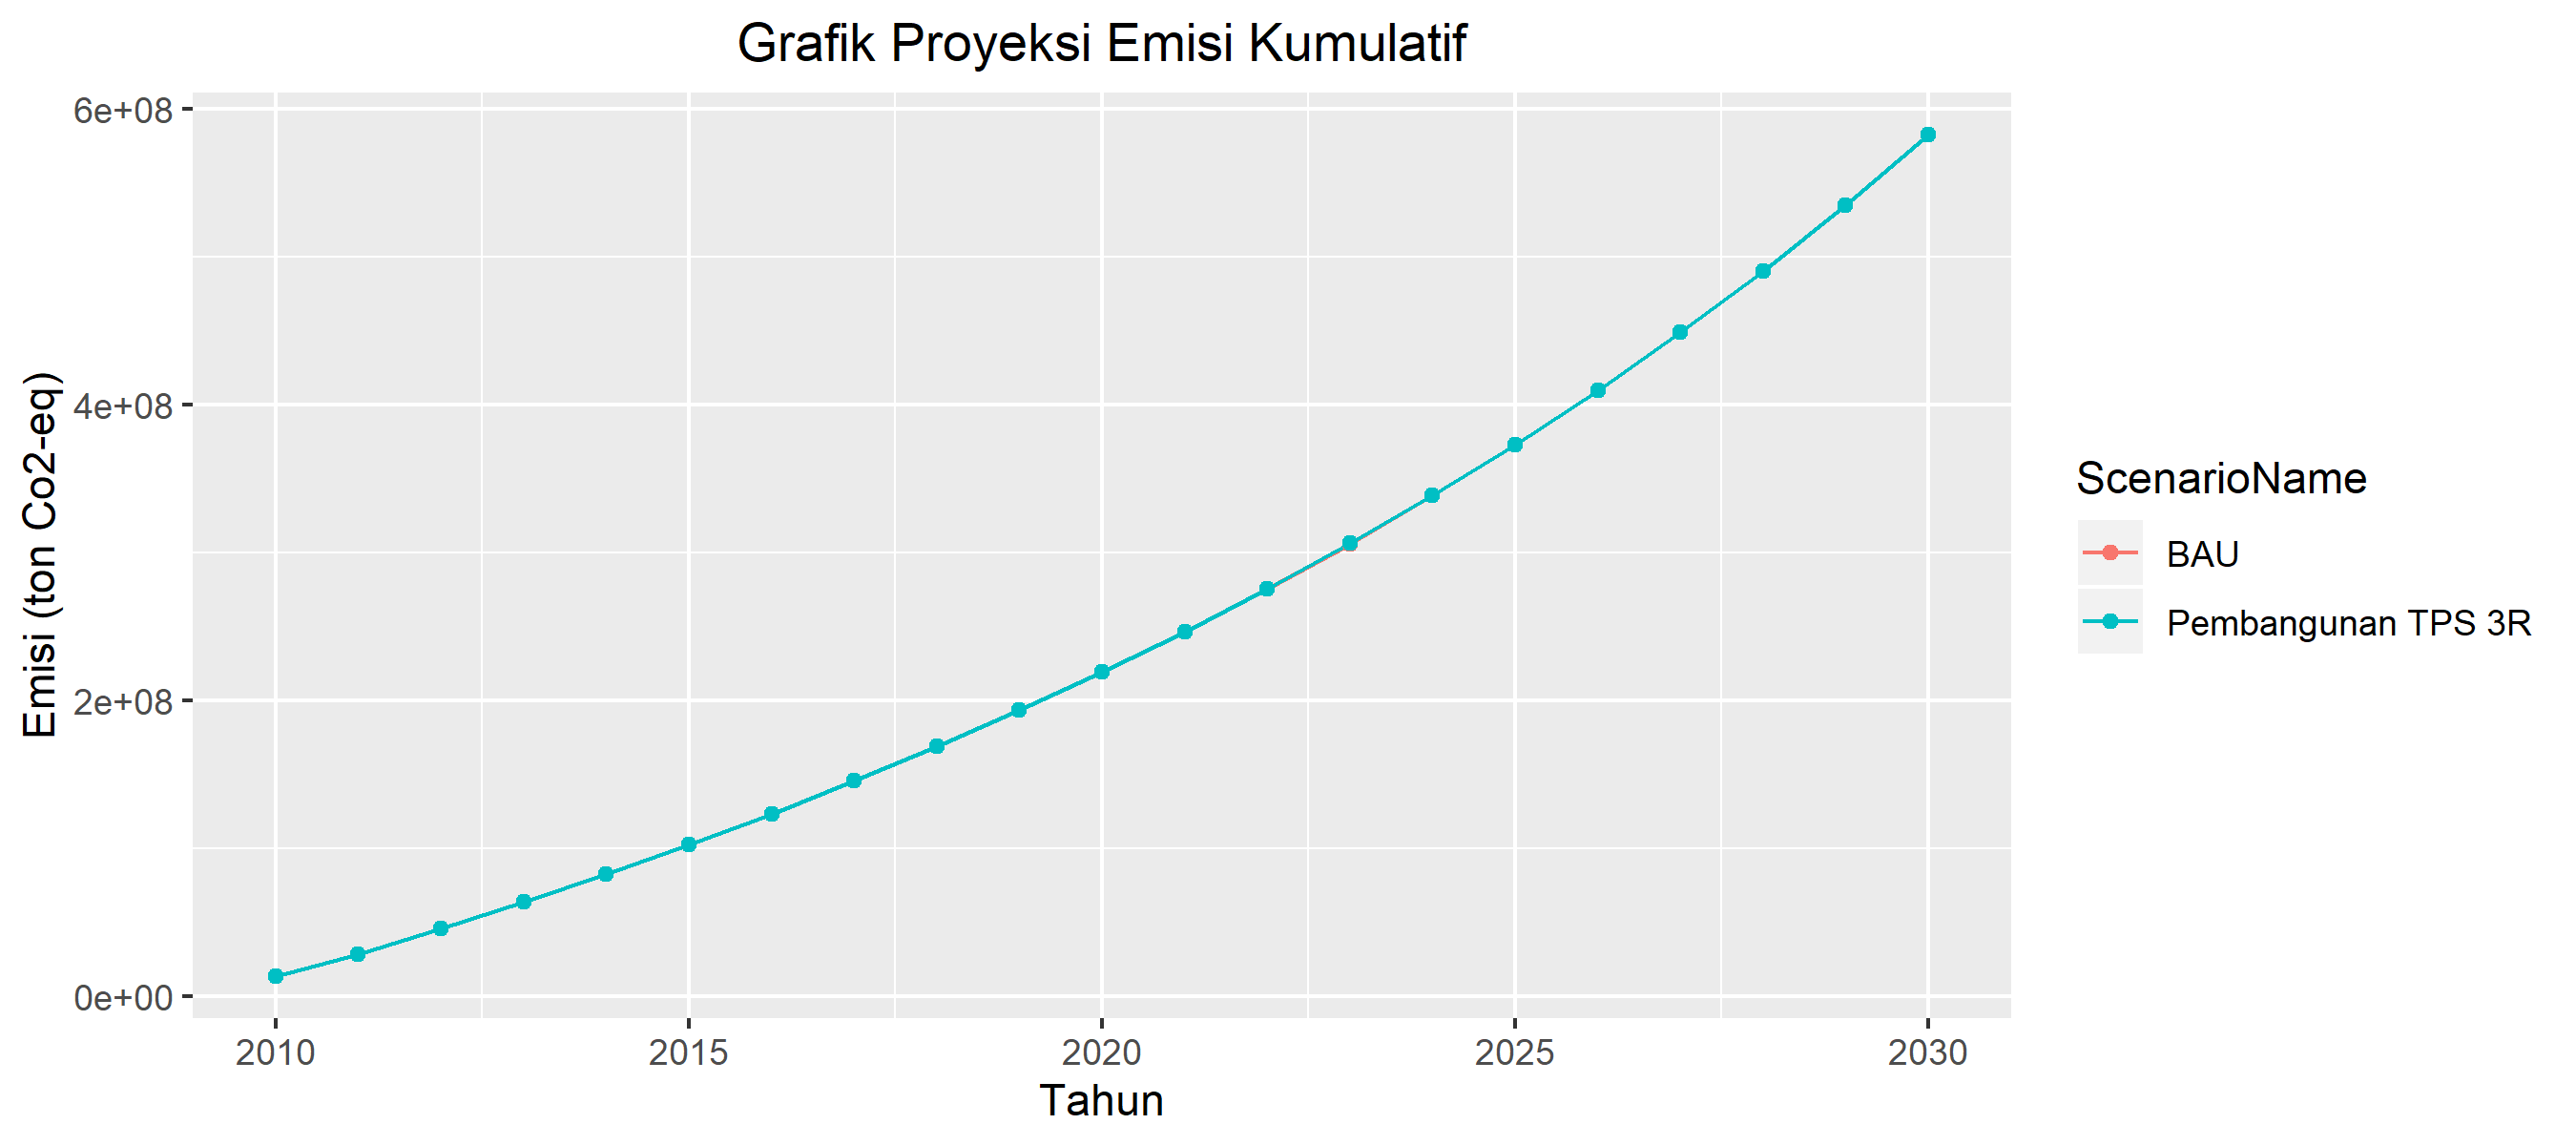 Grafik Proyeksi Emisi Kumulatif
6e+08
4e+08
2e+08
0e+00
Emisi (ton Co2-eq)
2010
2015
2020
2025
2030
Tahun
ScenarioName
BAU
Pembangunan TPS 3R